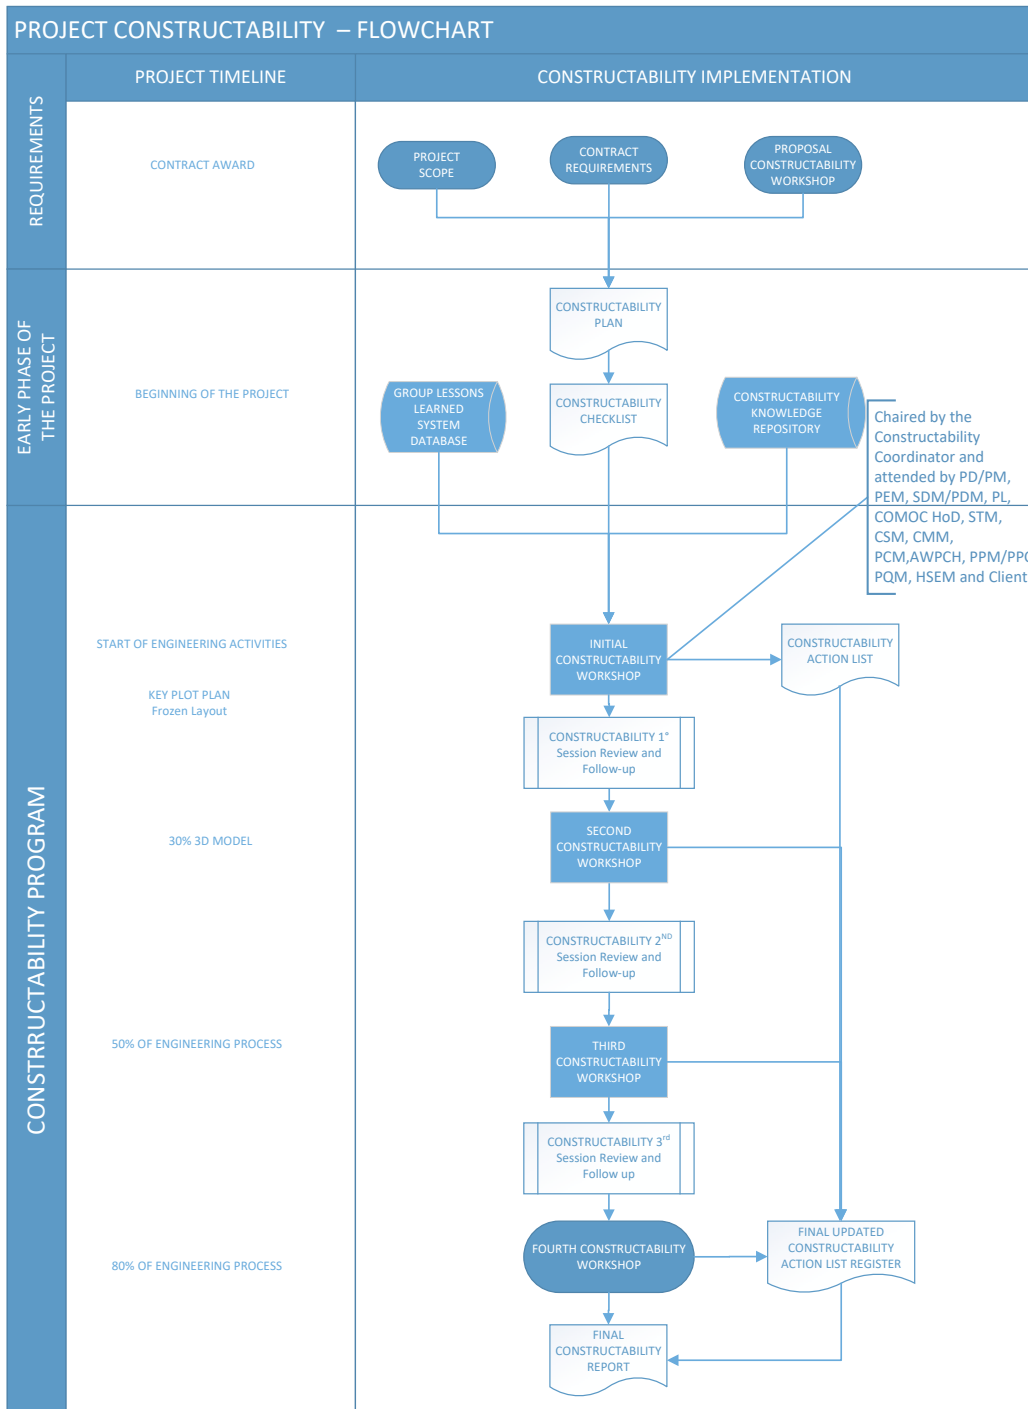 PROJECT CONSTRUCTABILITY – FLOWCHART
PROJECT TIMELINE
CONSTRUCTABILITY IMPLEMENTATION
REQUIREMENTS
CONTRACT AWARD
PROJECT
SCOPE
CONTRACT
REQUIREMENTS
PROPOSAL
CONSTRUCTABILITY
WORKSHOP
EARLY PHASE OF
THE PROJECT
BEGINNING OF THE PROJECT
CONSTRUCTABILITY
PLAN
GROUP LESSONS
LEARNED
SYSTEM
DATABASE
CONSTRUCTABILITY
CHECKLIST
CONSTRUCTABILITY
KNOWLEDGE
REPOSITORY
Chaired by the
Constructability
Coordinator and
attended by PD/PM,
PEM, SDM/PDM, PL,
COMOC HoD, STM,
CSM, CMM,
PCM,AWPCH, PPM/PPC
PQM, HSEM and Client
CONSTRRUCTABILITY PROGRAM
START OF ENGINEERING ACTIVITIES
INITIAL
CONSTRUCTABILITY
WORKSHOP
CONSTRUCTABILITY
ACTION LIST
KEY PLOT PLAN
Frozen Layout
CONSTRUCTABILITY 1°
Session Review and
Follow-up
30% 3D MODEL
SECOND
CONSTRUCTABILITY
WORKSHOP
CONSTRUCTABILITY 2ND
Session Review and
Follow-up
50% OF ENGINEERING PROCESS
THIRD
CONSTRUCTABILITY
WORKSHOP
CONSTRUCTABILITY 3rd
Session Review and
Follow up
80% OF ENGINEERING PROCESS
FOURTH CONSTRUCTABILITY
WORKSHOP
FINAL UPDATED
CONSTRUCTABILITY
ACTION LIST REGISTER
FINAL
CONSTRUCTABILITY
REPORT